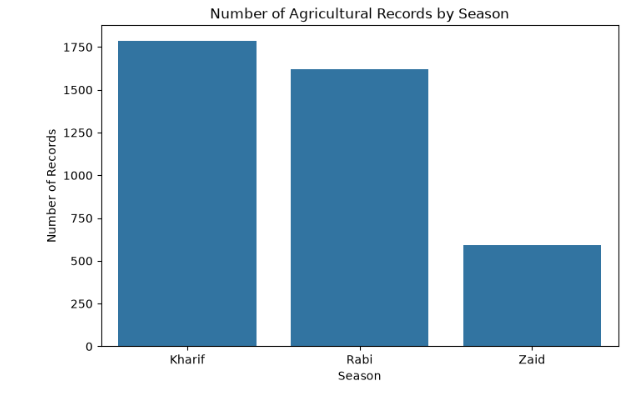 Number of Agricultural Records by Season
Number of Records
1750
1500
1250
1000
750
500
250
0
Kharif
Rabi
Zaid
Season